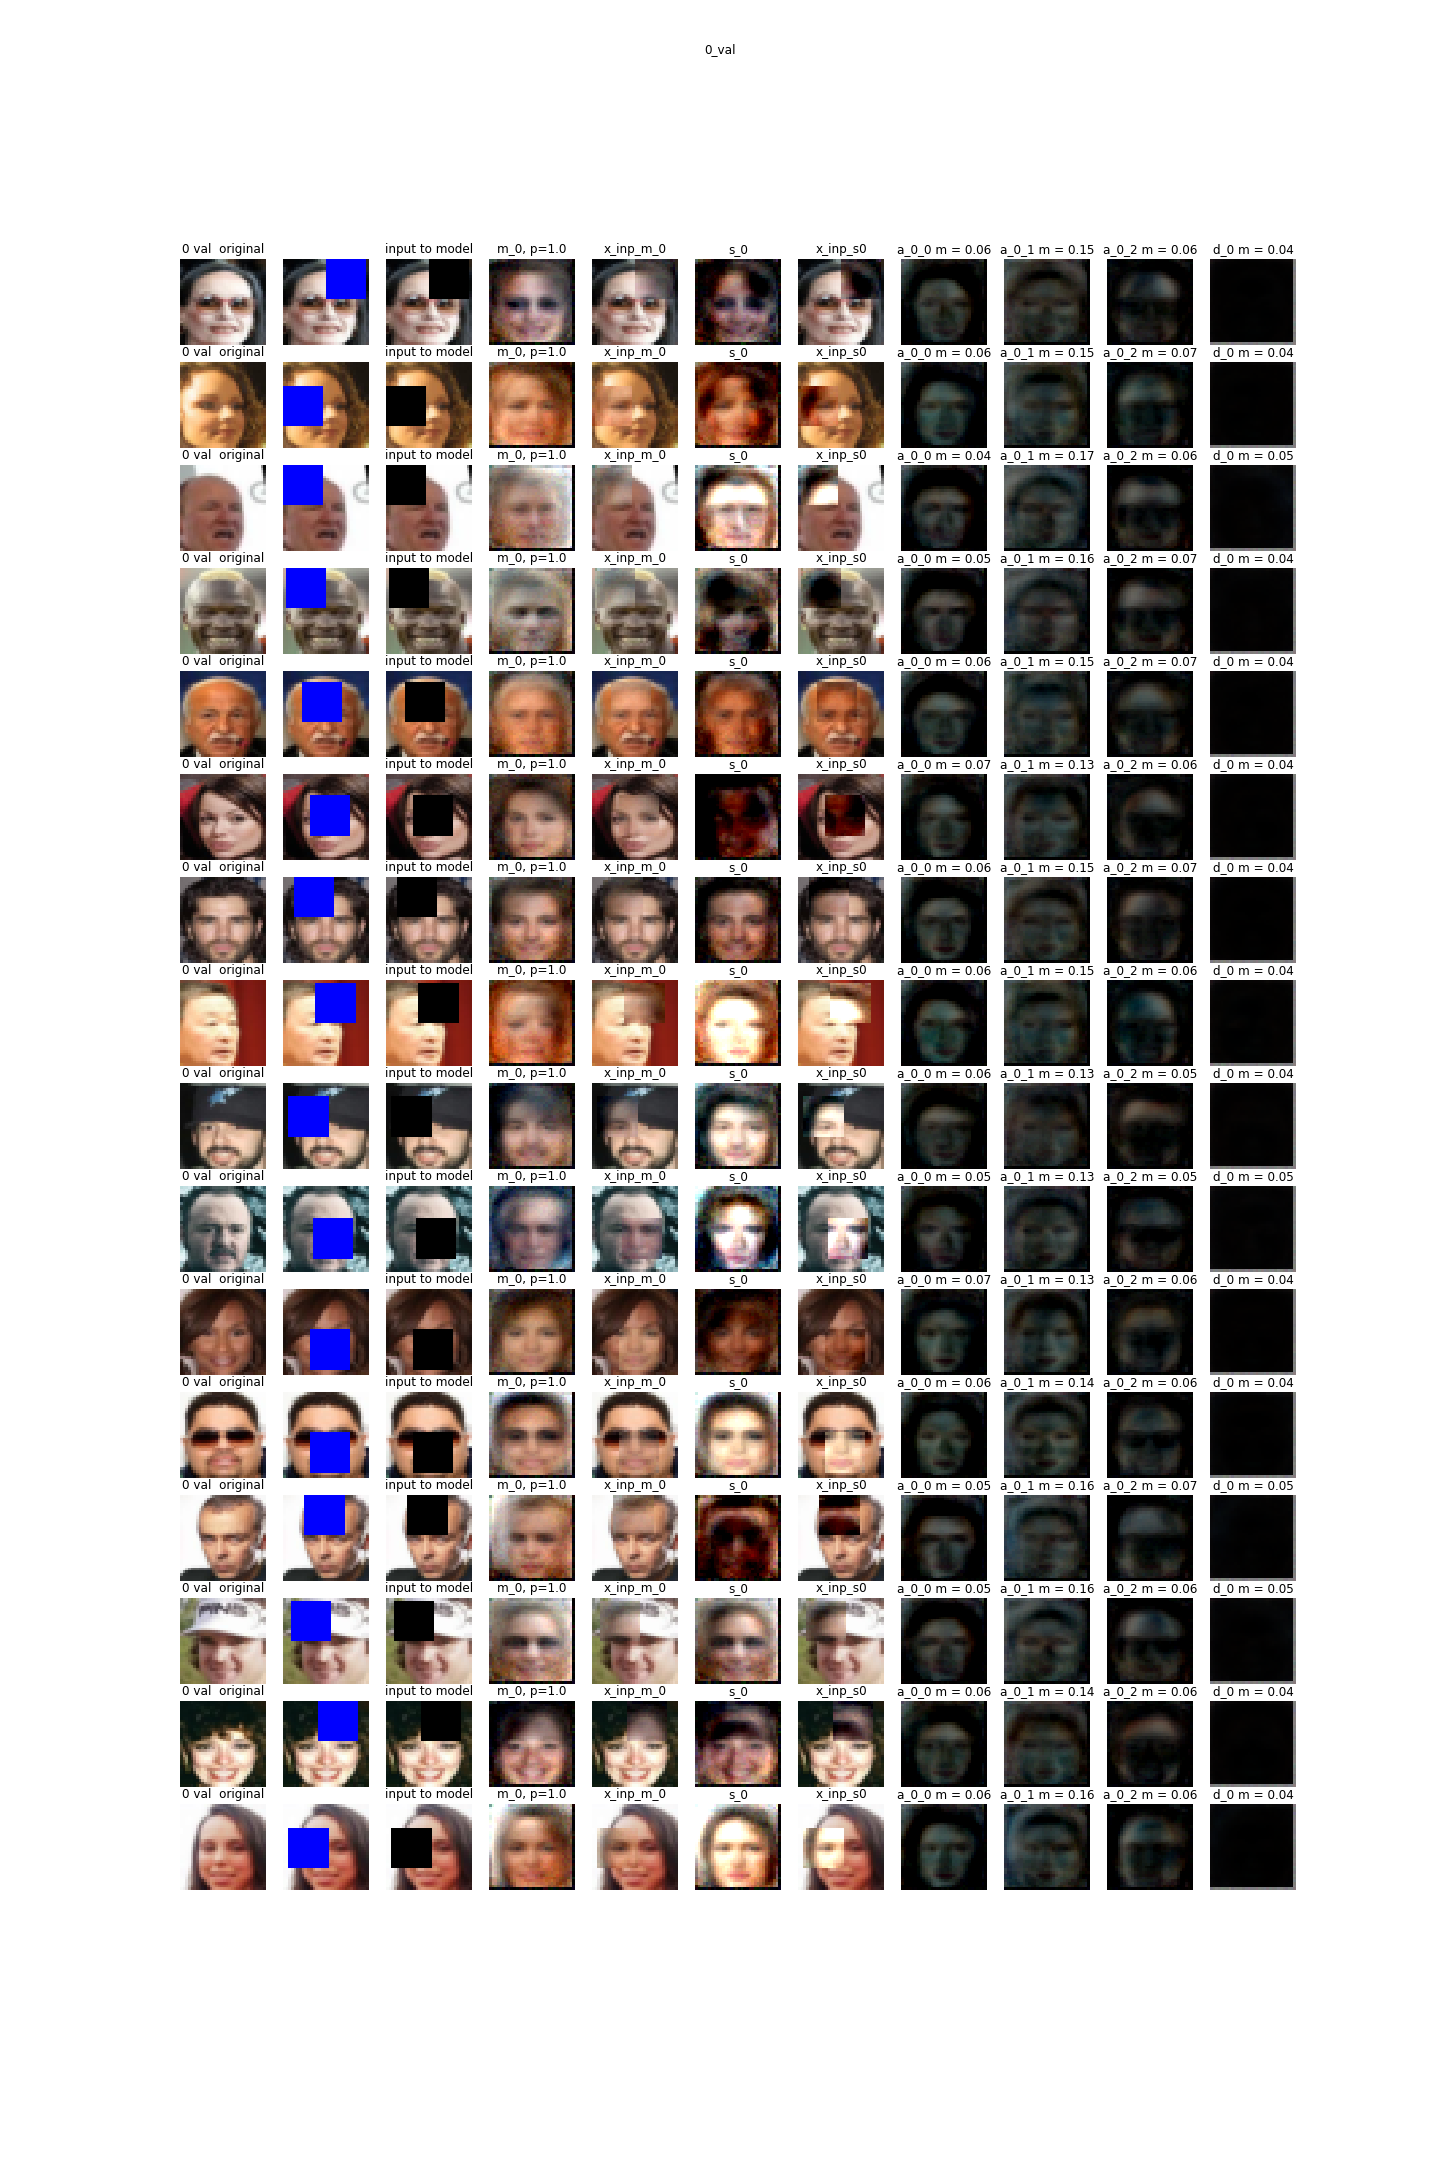 0_val
0 val  original input to model m_0, p=1.0 x_inp_m_0 s_0 x_inp_s0 a_0_0 m = 0.06 a_0_1 m = 0.15 a_0_2 m = 0.06 d_0 m = 0.04
0 val  original input to model m_0, p=1.0 x_inp_m_0 s_0 x_inp_s0 a_0_0 m = 0.06 a_0_1 m = 0.15 a_0_2 m = 0.07 d_0 m = 0.04
0 val  original input to model m_0, p=1.0 x_inp_m_0 s_0 x_inp_s0 a_0_0 m = 0.04 a_0_1 m = 0.17 a_0_2 m = 0.06 d_0 m = 0.05
0 val  original input to model m_0, p=1.0 x_inp_m_0 s_0 x_inp_s0 a_0_0 m = 0.05 a_0_1 m = 0.16 a_0_2 m = 0.07 d_0 m = 0.04
0 val  original input to model m_0, p=1.0 x_inp_m_0 s_0 x_inp_s0 a_0_0 m = 0.06 a_0_1 m = 0.15 a_0_2 m = 0.07 d_0 m = 0.04
0 val  original input to model m_0, p=1.0 x_inp_m_0 s_0 x_inp_s0 a_0_0 m = 0.07 a_0_1 m = 0.13 a_0_2 m = 0.06 d_0 m = 0.04
0 val  original input to model m_0, p=1.0 x_inp_m_0 s_0 x_inp_s0 a_0_0 m = 0.06 a_0_1 m = 0.15 a_0_2 m = 0.07 d_0 m = 0.04
0 val  original input to model m_0, p=1.0 x_inp_m_0 s_0 x_inp_s0 a_0_0 m = 0.06 a_0_1 m = 0.15 a_0_2 m = 0.06 d_0 m = 0.04
0 val  original input to model m_0, p=1.0 x_inp_m_0 s_0 x_inp_s0 a_0_0 m = 0.06 a_0_1 m = 0.13 a_0_2 m = 0.05 d_0 m = 0.04
0 val  original input to model m_0, p=1.0 x_inp_m_0 s_0 x_inp_s0 a_0_0 m = 0.05 a_0_1 m = 0.13 a_0_2 m = 0.05 d_0 m = 0.05
0 val  original input to model m_0, p=1.0 x_inp_m_0 s_0 x_inp_s0 a_0_0 m = 0.07 a_0_1 m = 0.13 a_0_2 m = 0.06 d_0 m = 0.04
0 val  original input to model m_0, p=1.0 x_inp_m_0 s_0 x_inp_s0 a_0_0 m = 0.06 a_0_1 m = 0.14 a_0_2 m = 0.06 d_0 m = 0.04
0 val  original input to model m_0, p=1.0 x_inp_m_0 s_0 x_inp_s0 a_0_0 m = 0.05 a_0_1 m = 0.16 a_0_2 m = 0.07 d_0 m = 0.05
0 val  original input to model m_0, p=1.0 x_inp_m_0 s_0 x_inp_s0 a_0_0 m = 0.05 a_0_1 m = 0.16 a_0_2 m = 0.06 d_0 m = 0.05
0 val  original input to model m_0, p=1.0 x_inp_m_0 s_0 x_inp_s0 a_0_0 m = 0.06 a_0_1 m = 0.14 a_0_2 m = 0.06 d_0 m = 0.04
0 val  original input to model m_0, p=1.0 x_inp_m_0 s_0 x_inp_s0 a_0_0 m = 0.06 a_0_1 m = 0.16 a_0_2 m = 0.06 d_0 m = 0.04